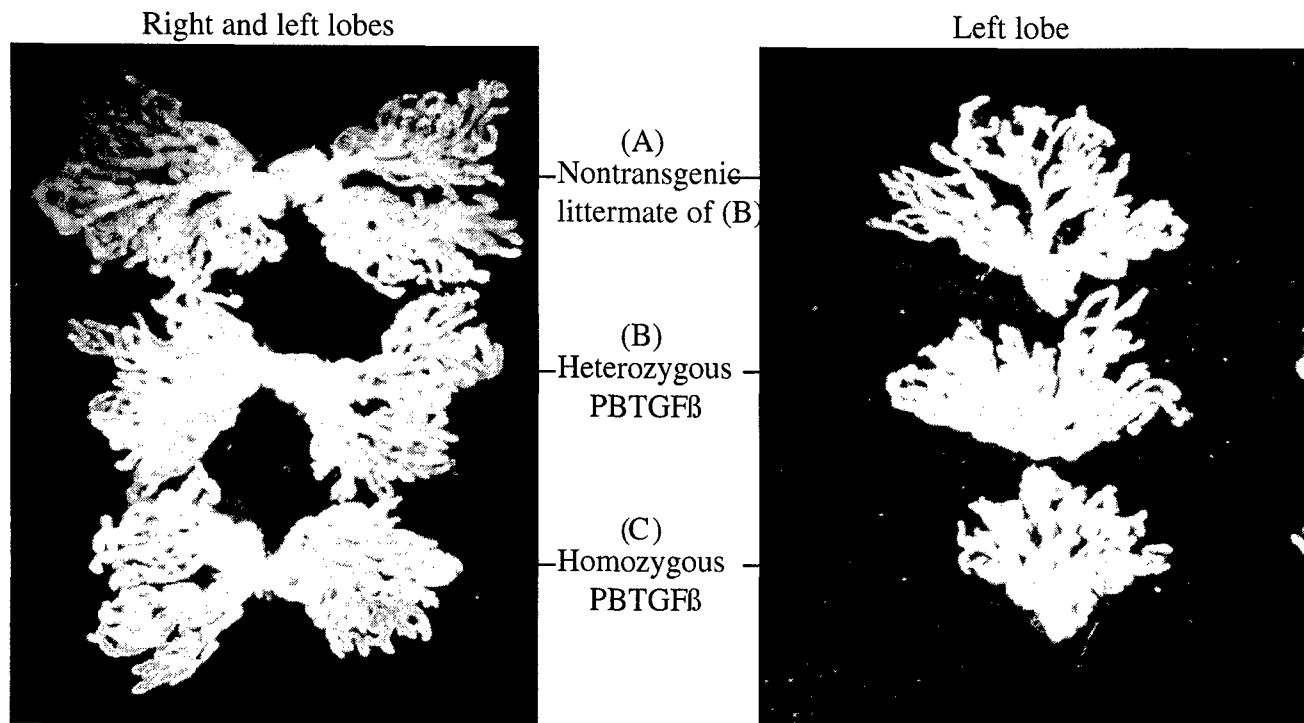 Right and left lobes
Left lobe
(A)
Nontransgenic
littermate of (B)
(B)
Heterozygous
PBTGFß
(C)
Homozygous
PBTGFß